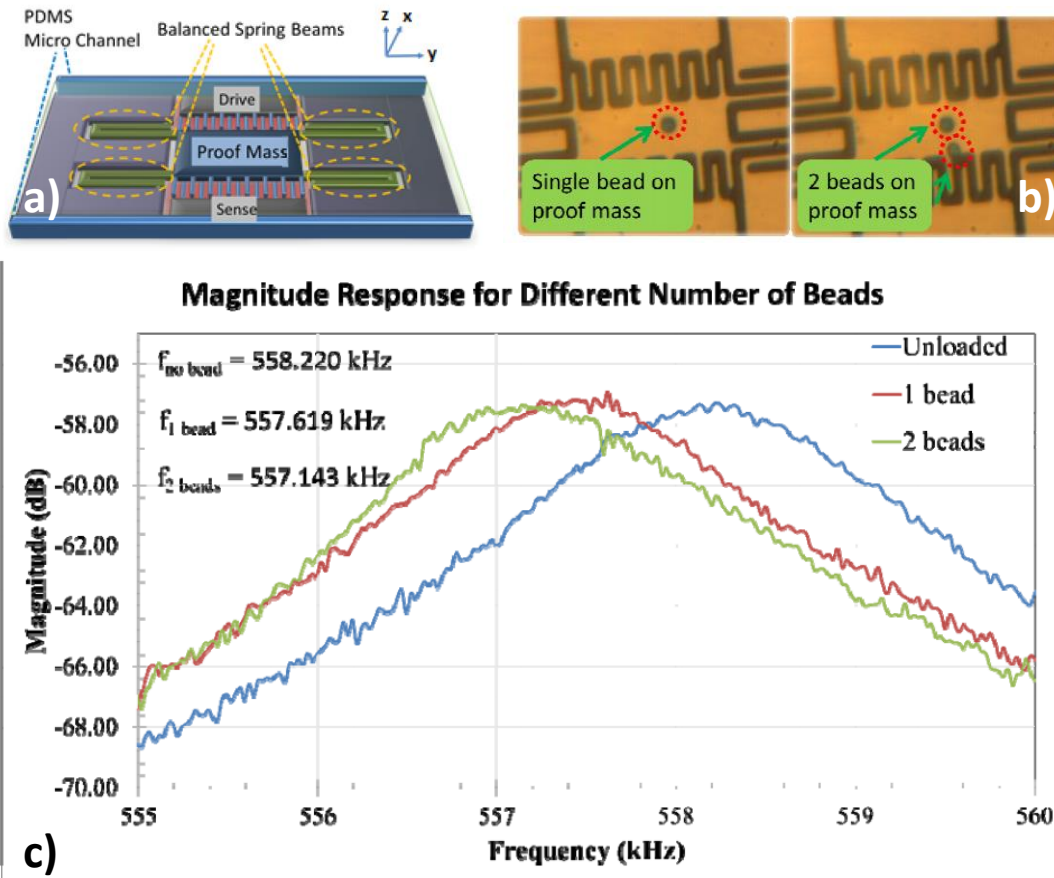 PDMS
Micro Channel
Balanced Spring Beams
z
x
y
Drive
Proof Mass
Sense
a)
Single bead on
proof mass
2 beads on
proof mass
b)
Magnitude Response for Different Number of Beads
f no bead = 558.220 kHz
f 1 bead = 557.619 kHz
f 2 beads = 557.143 kHz
Unloaded
1 bead
2 beads
Magnitude (dB)
-56.00
-58.00
-60.00
-62.00
-64.00
-66.00
-68.00
-70.00
555
556
557
558
559
560
Frequency (kHz)
c)